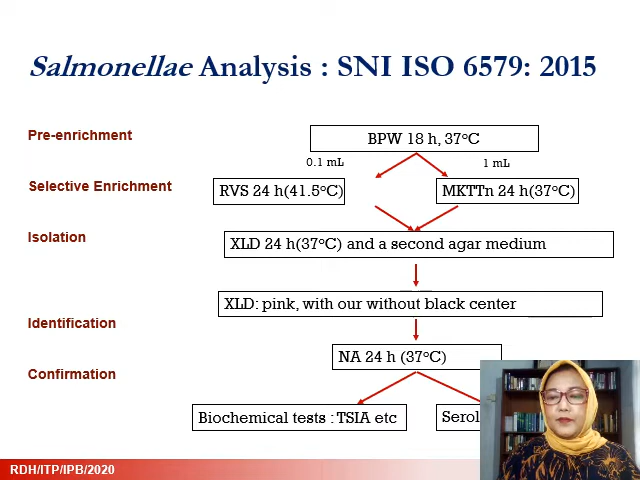 Salmonellae Analysis : SNI ISO 6579: 2015
Pre-enrichment
BPW 18 h, 37°C
0.1 mL
1 mL
Selective Enrichment
RVS 24 h(41.5°C)
MKTTn 24 h(37°C)
Isolation
XLD 24 h(37°C) and a second agar medium
XLD: pink, with our without black center
Identification
NA 24 h (37°C)
Confirmation
Biochemical tests : TSIA etc
RDH/ITP/IPB/2020